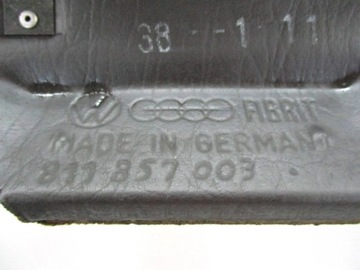 38 - - 1 11
FIBRIT
MADE IN GERMANY
811 857 003